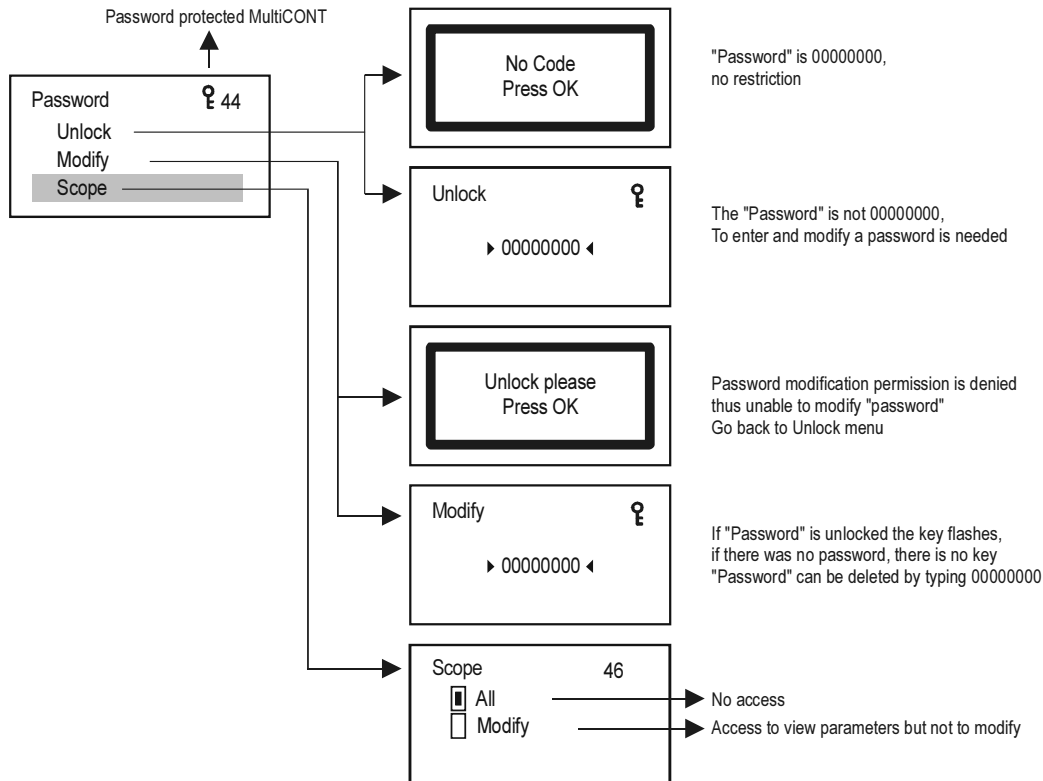 Password protected MultiCONT
Password 44
Unlock
Modify
Scope
No Code
Press OK
"Password" is 00000000,
no restriction
Unlock
00000000
The "Password" is not 00000000,
To enter and modify a password is needed
Unlock please
Press OK
Password modification permission is denied
thus unable to modify "password"
Go back to Unlock menu
Modify
00000000
If "Password" is unlocked the key flashes,
if there was no password, there is no key
"Password" can be deleted by typing 00000000
Scope 46
All
No access
Modify
Access to view parameters but not to modify